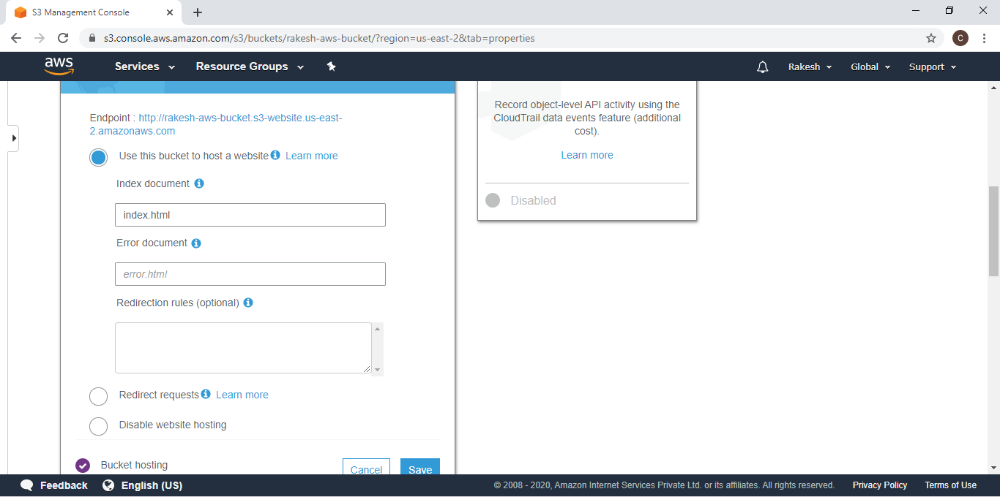 S3 Management Console
s3.console.aws.amazon.com/s3/buckets/rakesh-aws-bucket/?region=us-east-2&tab=properties
C
aws
Services
Resource Groups
Rakesh
Global
Support
Endpoint : http://rakesh-aws-bucket.s3-website.us-east-
2.amazonaws.com
Use this bucket to host a website Learn more
Index document
index.html
Error document
error.html
Redirection rules (optional)
Redirect requests Learn more
Disable website hosting
Bucket hosting
Cancel
Save
Record object-level API activity using the
CloudTrail data events feature (additional
cost).
Learn more
Disabled
Feedback
English (US)
© 2008 - 2020, Amazon Internet Services Private Ltd. or its affiliates. All rights reserved.
Privacy Policy
Terms of Use